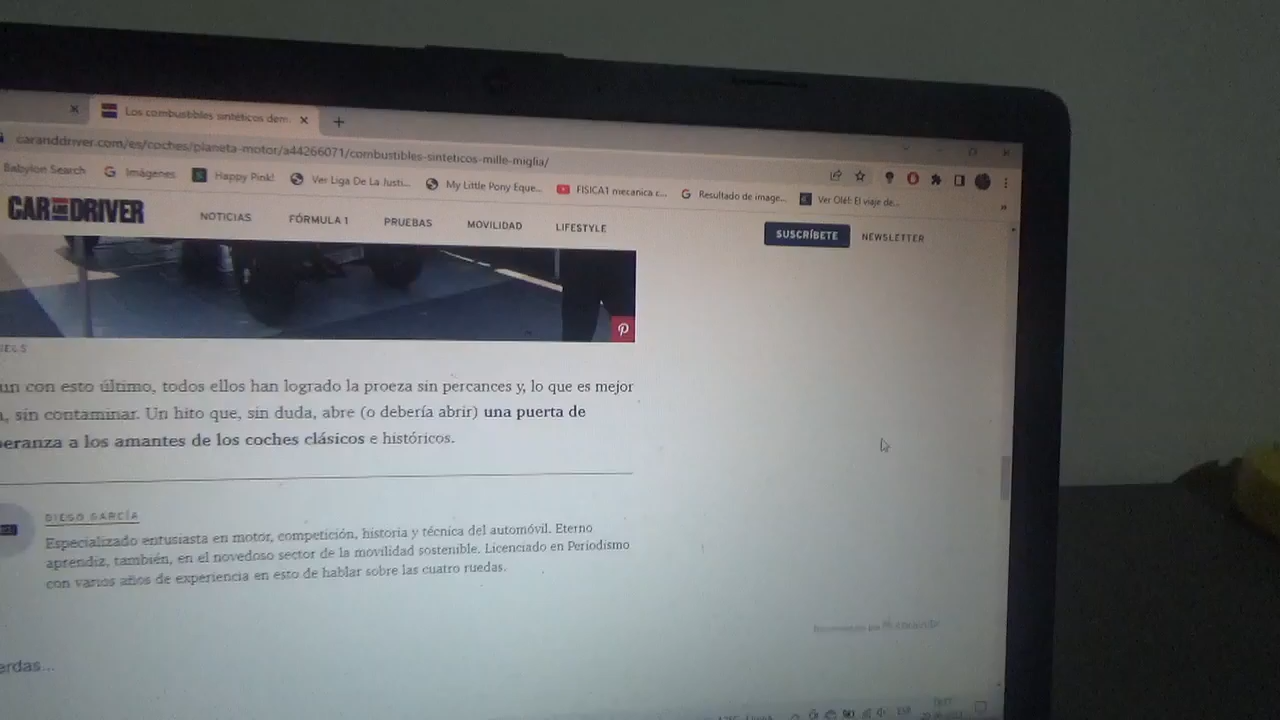 Los combustibles sintéticos dem
caranddriver.com/es/coches/planeta-motor/a44266071/combustibles-sinteticos-mille-miglia/
Babylon Search Imágenes Happy Pink! Ver Liga De La Justi... My Little Pony Eque... FISICA1 mecanica c... Resultado de image... Ver Olé!: El viaje de...
CAR AND DRIVER NOTICIAS FÓRMULA 1 PRUEBAS MOVILIDAD LIFESTYLE SUSCRÍBETE NEWSLETTER
un con esto último, todos ellos han logrado la proeza sin percances y, lo que es mejor
, sin contaminar. Un hito que, sin duda, abre (o debería abrir) una puerta de
peranza a los amantes de los coches clásicos e históricos.
DIEGO GARCÍA
Especializado entusiasta en motor, competición, historia y técnica del automóvil. Eterno
aprendiz, también, en el novedoso sector de la movilidad sostenible. Licenciado en Periodismo
con varios años de experiencia en esto de hablar sobre las cuatro ruedas.
erdas...
ESP